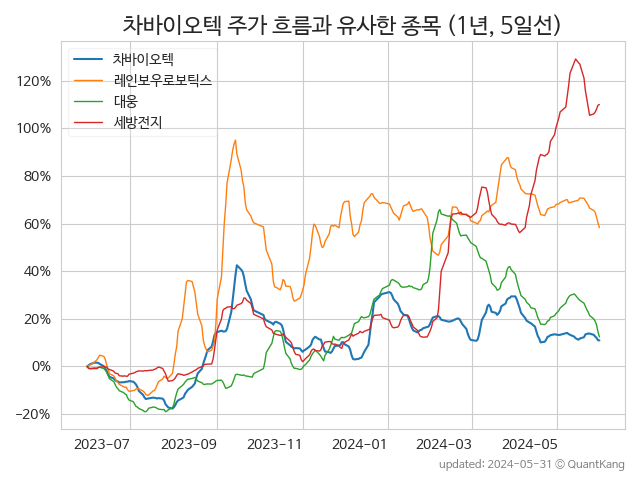 차바이오텍 주가 흐름과 유사한 종목 (1년, 5일선)
차바이오텍
레인보우로보틱스
대웅
세방전지
120%
100%
80%
60%
40%
20%
0%
−20%
2023-07 2023-09 2023-11 2024-01 2024-03 2024-05
updated: 2024-05-31 © QuantKang